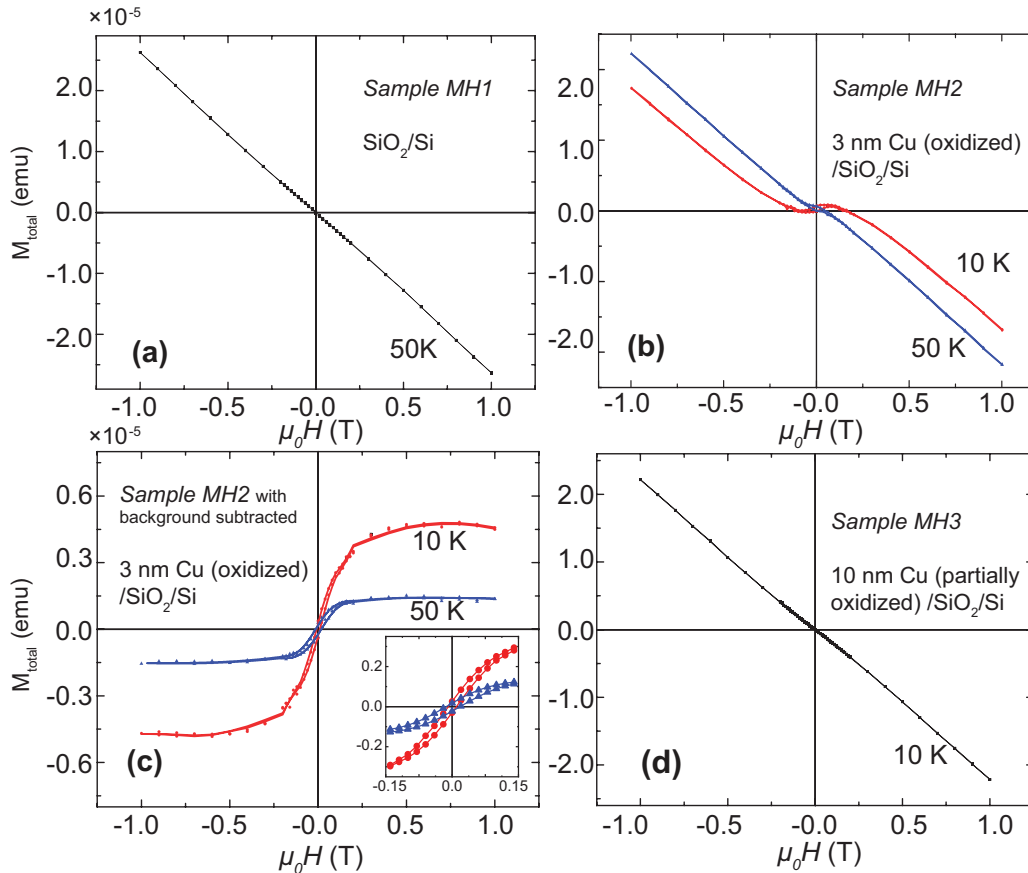 ×10⁻⁵
2.0
1.0
0.0
-1.0
-2.0
M_total (emu)
Sample MH1
SiO₂/Si
50K
(a)
-1.0 -0.5 -0.0 0.5 1.0
μ₀H (T)
2.0
1.0
0.0
-1.0
-2.0
Sample MH2
3 nm Cu (oxidized)
/SiO₂/Si
10 K
50 K
(b)
-1.0 -0.5 -0.0 0.5 1.0
μ₀H (T)
×10⁻⁵
0.6
0.3
0.0
-0.3
-0.6
M_total (emu)
Sample MH2 with
background subtracted
3 nm Cu (oxidized)
/SiO₂/Si
10 K
50 K
0.2
0.0
-0.2
-0.15 0.0 0.15
(c)
-1.0 -0.5 -0.0 0.5 1.0
μ₀H (T)
2.0
1.0
0.0
-1.0
-2.0
Sample MH3
10 nm Cu (partially
oxidized) /SiO₂/Si
10 K
(d)
-1.0 -0.5 -0.0 0.5 1.0
μ₀H (T)